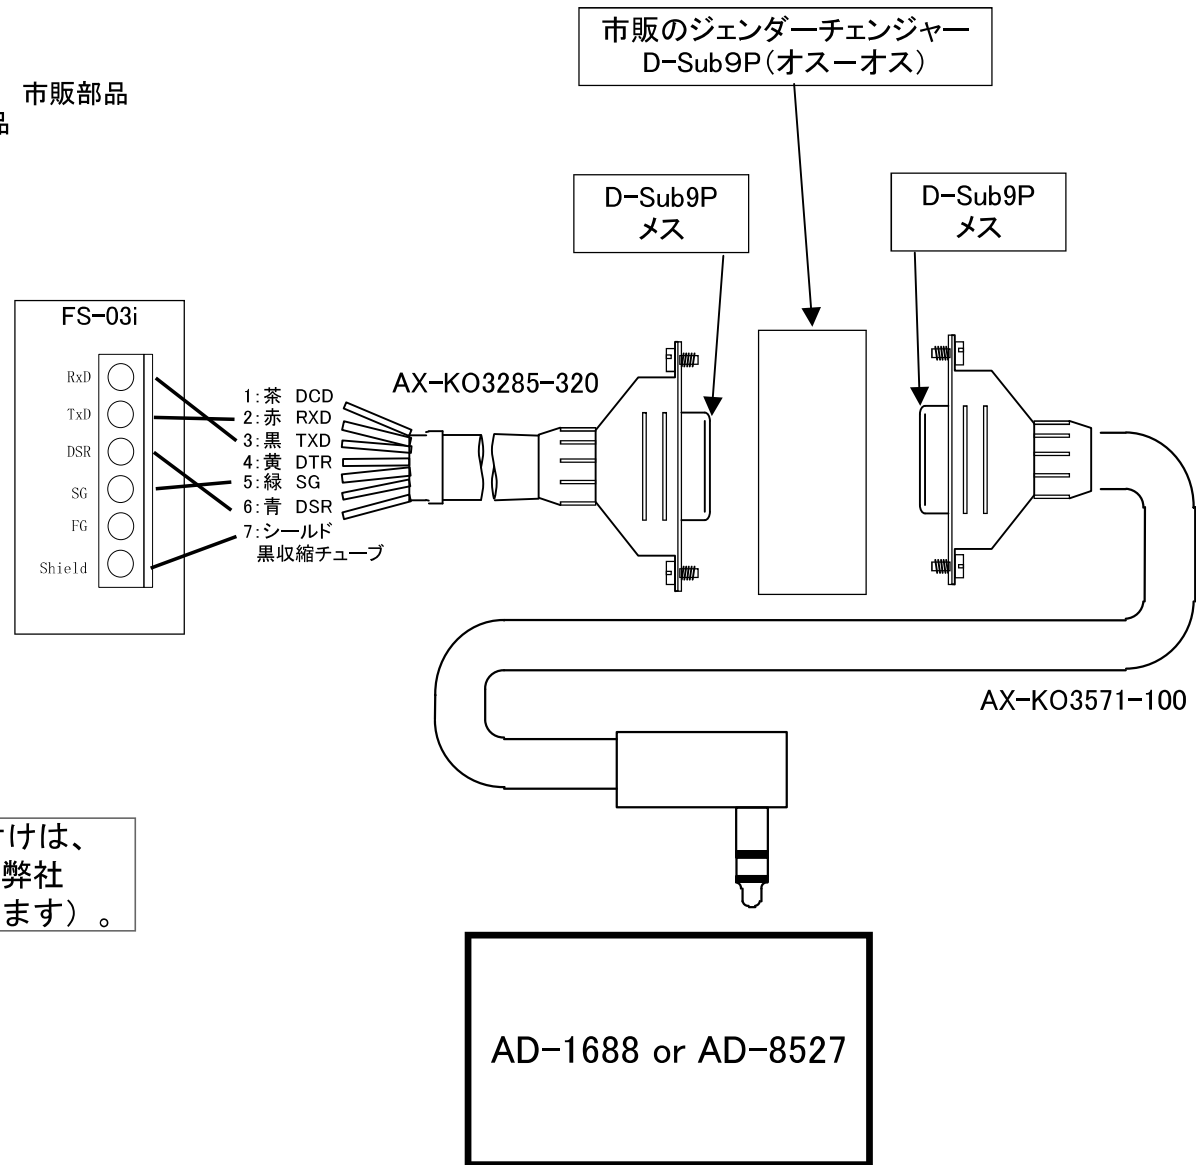 市販のジェンダーチェンジャー
D-Sub9P(オスーオス)
市販部品
品
D-Sub9P
メス
D-Sub9P
メス
FS-03i
RxD
TxD
DSR
SG
FG
Shield
1:茶 DCD
2:赤 RXD
3:黒 TXD
4:黄 DTR
5:緑 SG
6:青 DSR
7:シールド
黒収縮チューブ
AX-KO3285-320
AX-KO3571-100
けは、
弊社
ます)。
AD-1688 or AD-8527